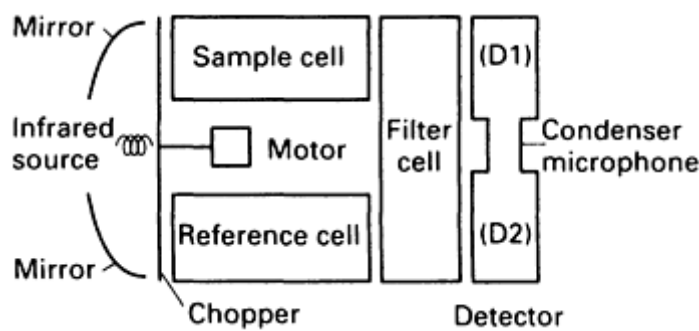 Mirror
Sample cell
(D1)
Infrared
source
Motor
Filter
cell
Condenser
microphone
Reference cell
(D2)
Mirror
Chopper
Detector